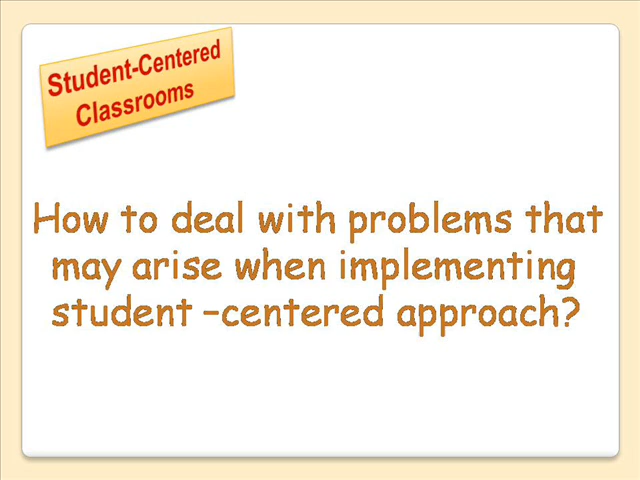 Student-Centered
Classrooms
How to deal with problems that
may arise when implementing
student –centered approach?